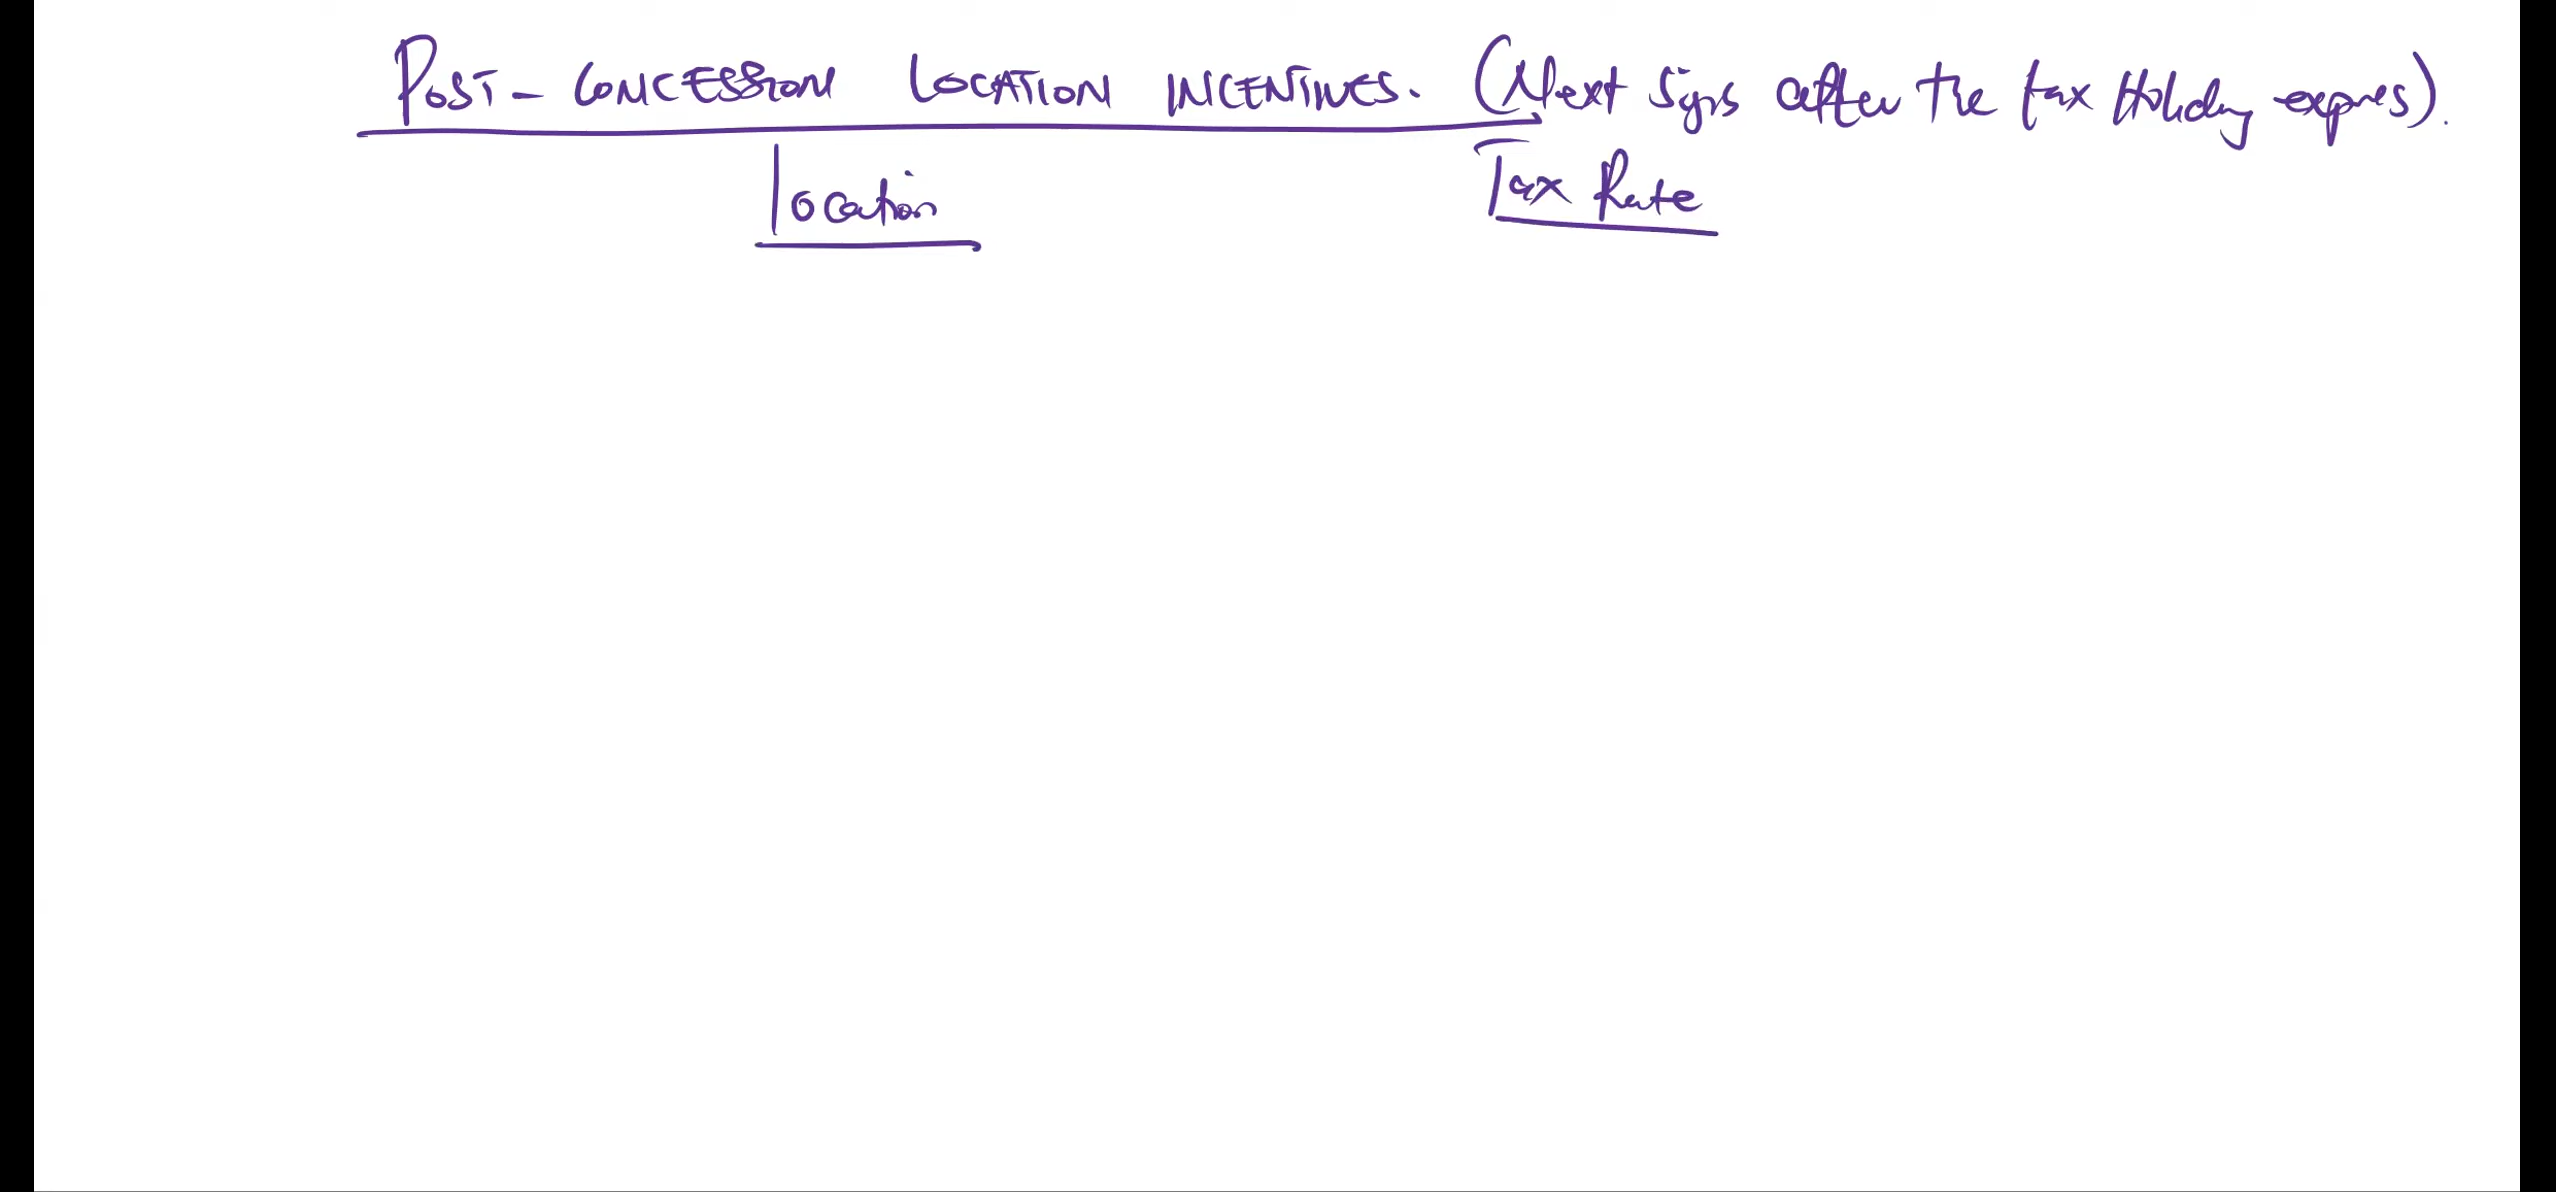 POST-CONCESSION LOCATION INCENTIVES. (Next 5yrs after the tax Holiday expires).
Location Tax Rate